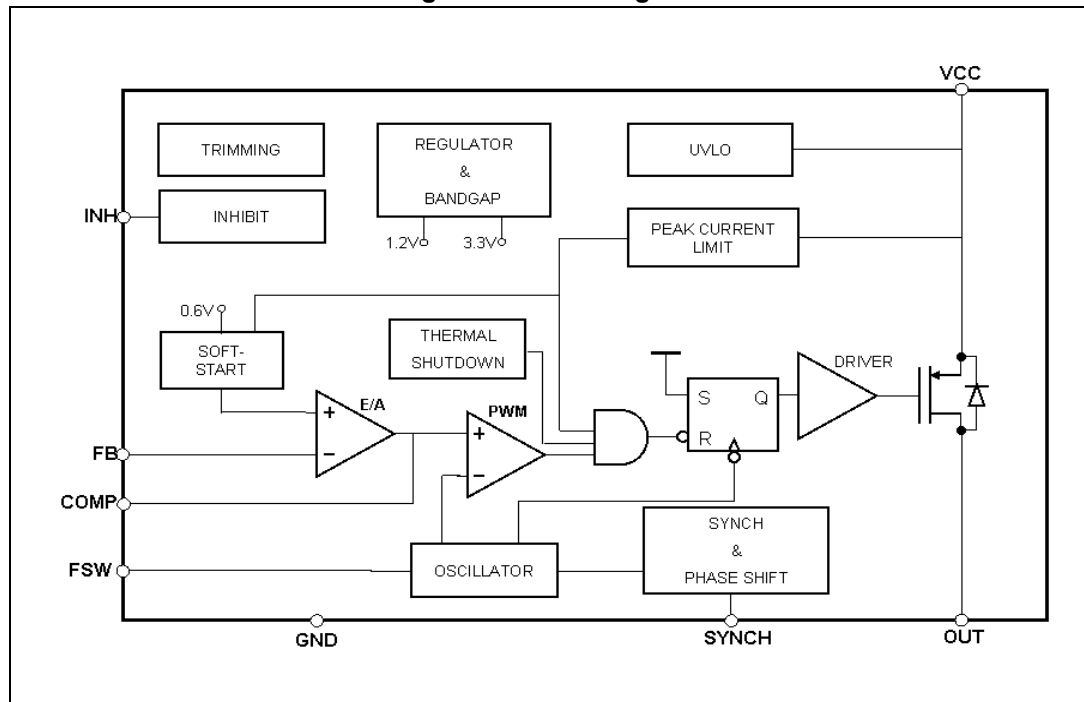 VCC
TRIMMING
REGULATOR
&
BANDGAP
UVLO
INH
INHIBIT
1.2V
3.3V
PEAK CURRENT
LIMIT
0.6V
SOFT-
START
THERMAL
SHUTDOWN
DRIVER
E/A
+
−
PWM
+
−
S
Q
R
FB
COMP
FSW
OSCILLATOR
SYNCH
&
PHASE SHIFT
GND
SYNCH
OUT